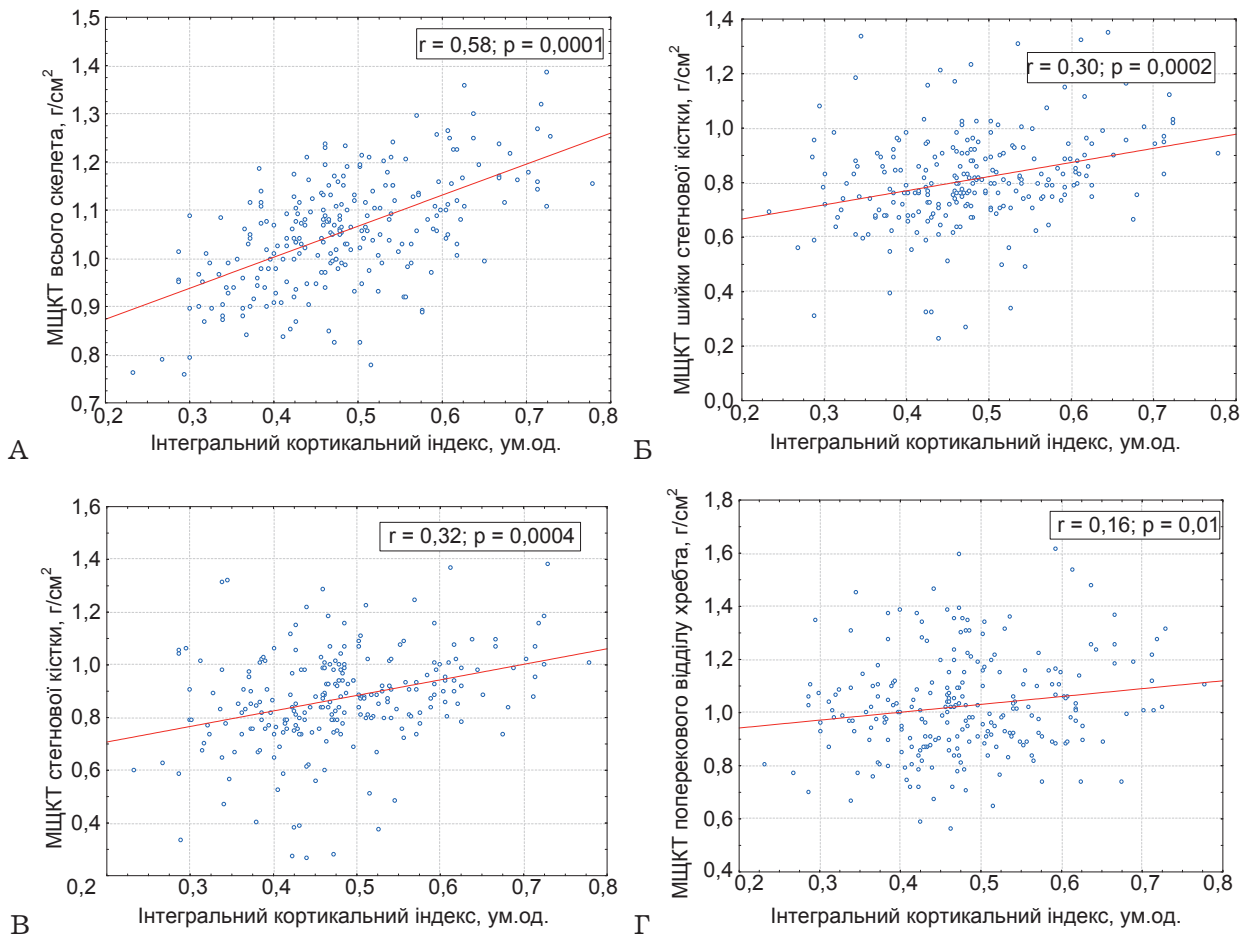 1,5
1,4
1,3
1,2
1,1
1,0
0,9
0,8
0,7
МЩКТ всього скелета, г/см²
r = 0,58; p = 0,0001
0,2 0,3 0,4 0,5 0,6 0,7 0,8
Інтегральний кортикальний індекс, ум.од.
А
1,4
1,2
1,0
0,8
0,6
0,4
0,2
0.0
МЩКТ шийки стегнової кістки, г/см²
r = 0,30; p = 0,0002
0,2 0,3 0,4 0,5 0,6 0,7 0,8
Інтегральний кортикальний індекс, ум.од.
Б
1,6
1,4
1,2
1,0
0,8
0,6
0,4
0,2
МЩКТ стегнової кістки, г/см²
r = 0,32; p = 0,0004
0,3 0,4 0,5 0,6 0,7 0,8
Інтегральний кортикальний індекс, ум.од.
В
1.8
1,6
1,4
1,2
1,0
0,8
0,6
0,4
МЩКТ поперекового відділу хребта, г/см²
r = 0,16; p = 0,01
0,2 0,3 0,4 0,5 0,6 0,7 0,8
Інтегральний кортикальний індекс, ум.од.
Г